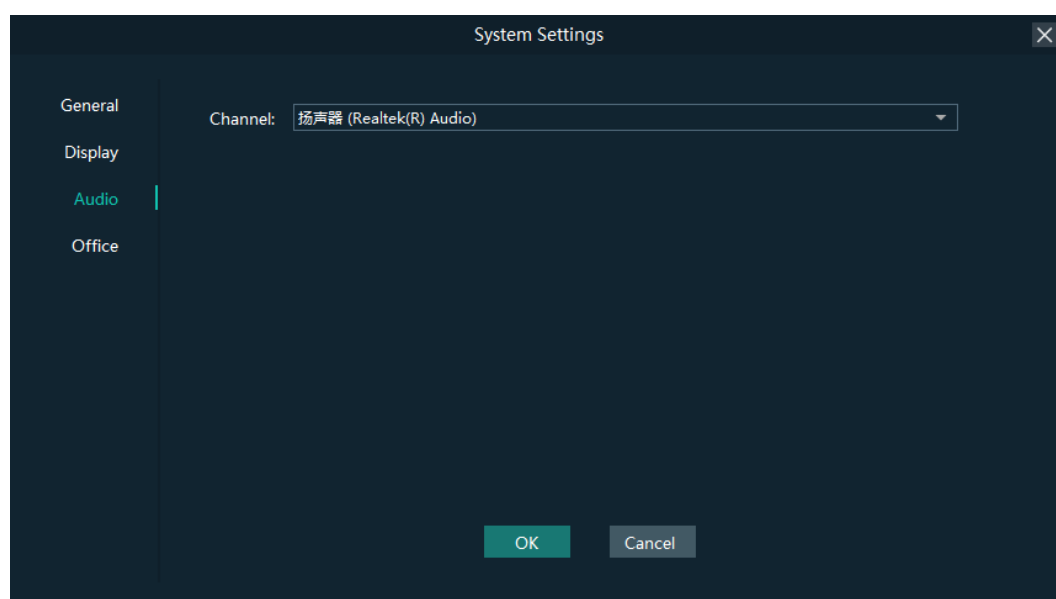 System Settings
General
Display
Audio
Office
Channel: 扬声器 (Realtek(R) Audio)
OK
Cancel